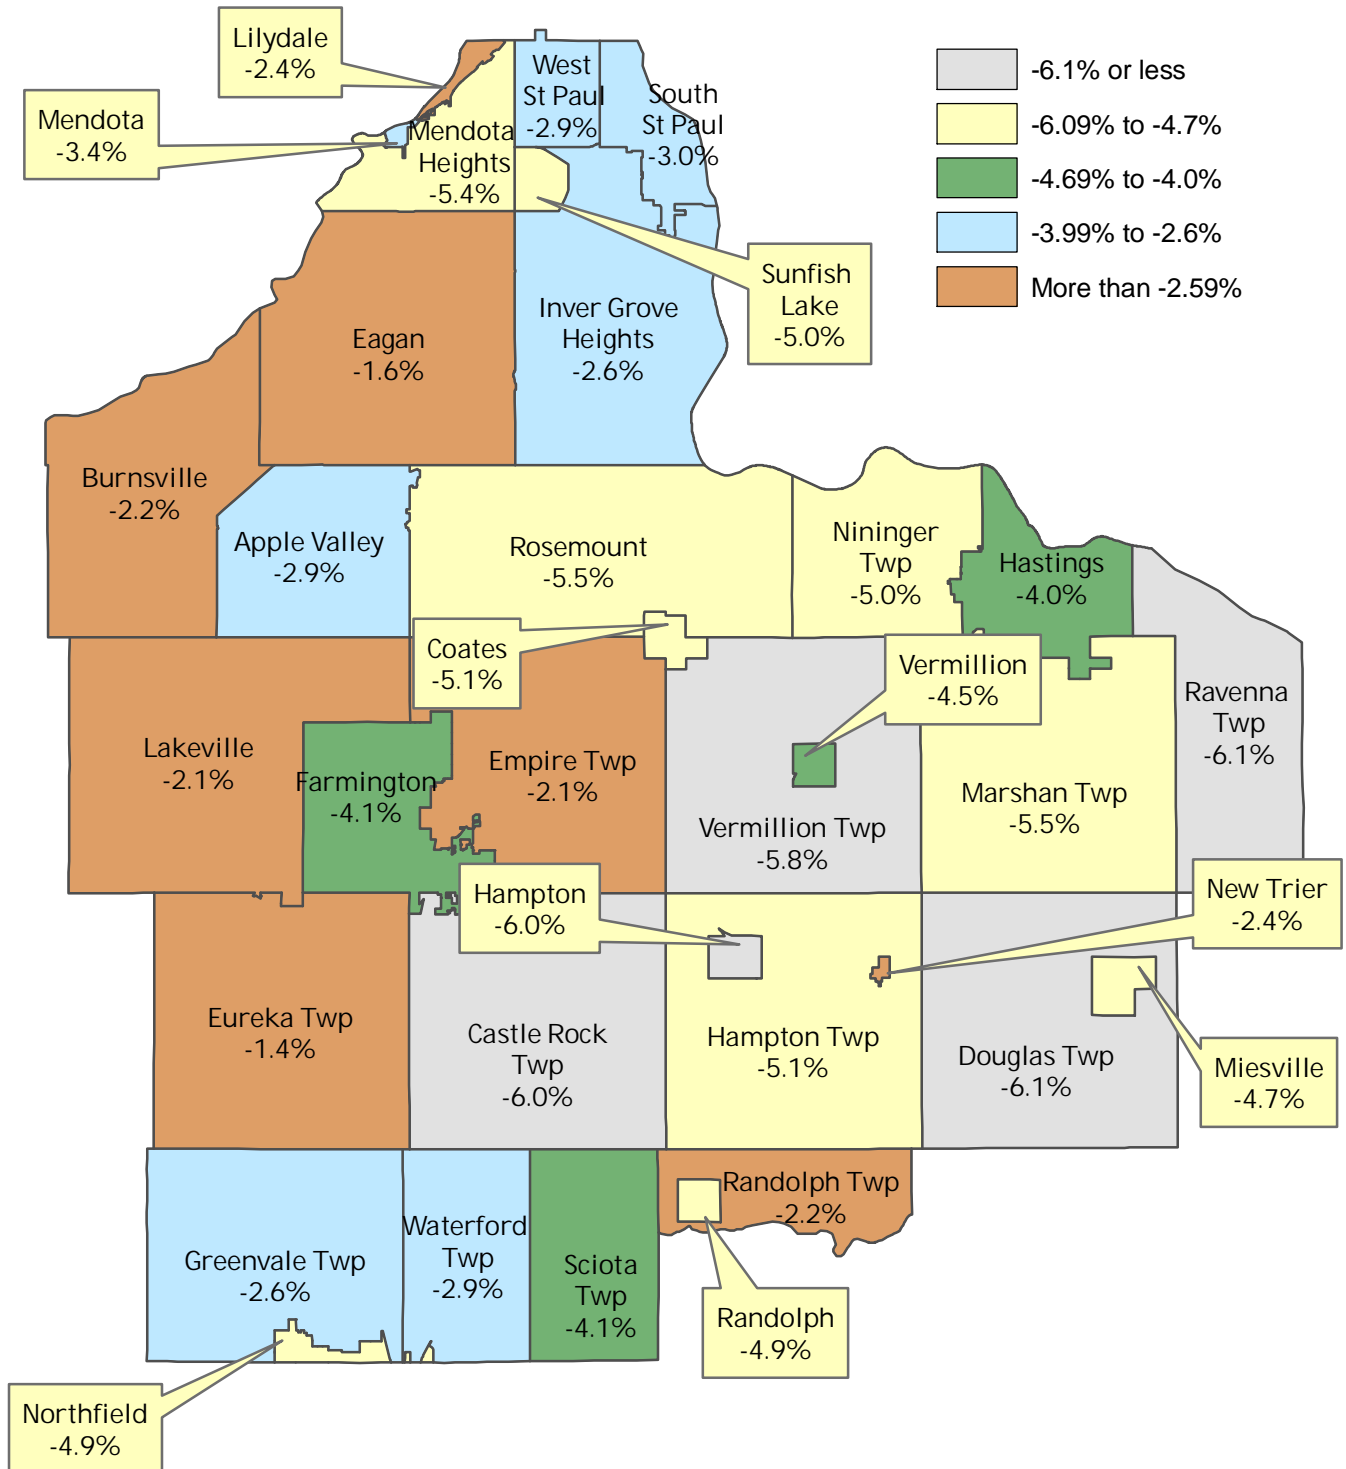 Lilydale
-2.4%
Mendota
-3.4%
West
St Paul
-2.9%
South
St Paul
-3.0%
Mendota
Heights
-5.4%
-6.1% or less
-6.09% to -4.7%
-4.69% to -4.0%
-3.99% to -2.6%
More than -2.59%
Sunfish
Lake
-5.0%
Eagan
-1.6%
Inver Grove
Heights
-2.6%
Burnsville
-2.2%
Apple Valley
-2.9%
Rosemount
-5.5%
Nininger
Twp
-5.0%
Hastings
-4.0%
Coates
-5.1%
Vermillion
-4.5%
Ravenna
Twp
-6.1%
Lakeville
-2.1%
Farmington
-4.1%
Empire Twp
-2.1%
Vermillion Twp
-5.8%
Marshan Twp
-5.5%
Hampton
-6.0%
New Trier
-2.4%
Eureka Twp
-1.4%
Castle Rock
Twp
-6.0%
Hampton Twp
-5.1%
Douglas Twp
-6.1%
Miesville
-4.7%
Greenvale Twp
-2.6%
Waterford
Twp
-2.9%
Sciota
Twp
-4.1%
Randolph Twp
-2.2%
Randolph
-4.9%
Northfield
-4.9%